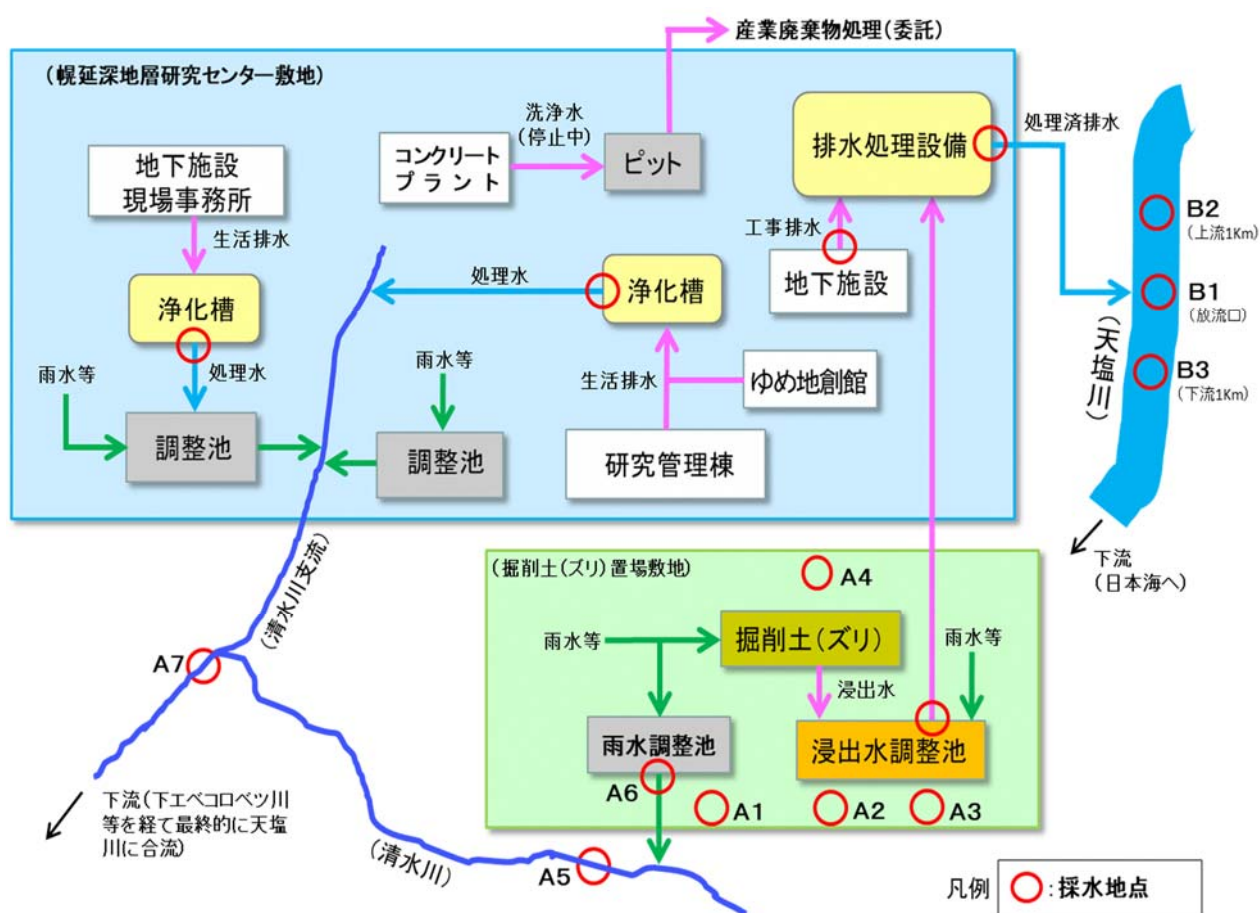 産業廃棄物処理(委託)
(幌延深地層研究センター敷地)
洗浄水
(停止中)
コンクリート
プラント
ピット
排水処理設備
処理済排水
地下施設
現場事務所
生活排水
工事排水
地下施設
B2
(上流1Km)
浄化槽
処理水
浄化槽
B1
(放流口)
雨水等
処理水
雨水等
生活排水
ゆめ地創館
B3
(下流1Km)
(天塩川)
調整池
調整池
研究管理棟
(清水川支流)
下流
(日本海へ)
(掘削土(ズリ)置場敷地)
A4
雨水等
掘削土(ズリ)
雨水等
A7
浸出水
雨水調整池
浸出水調整池
A6
A1
A2
A3
下流(下エベコロベツ川
等を経て最終的に天塩
川に合流)
(清水川)
A5
凡例
:採水地点